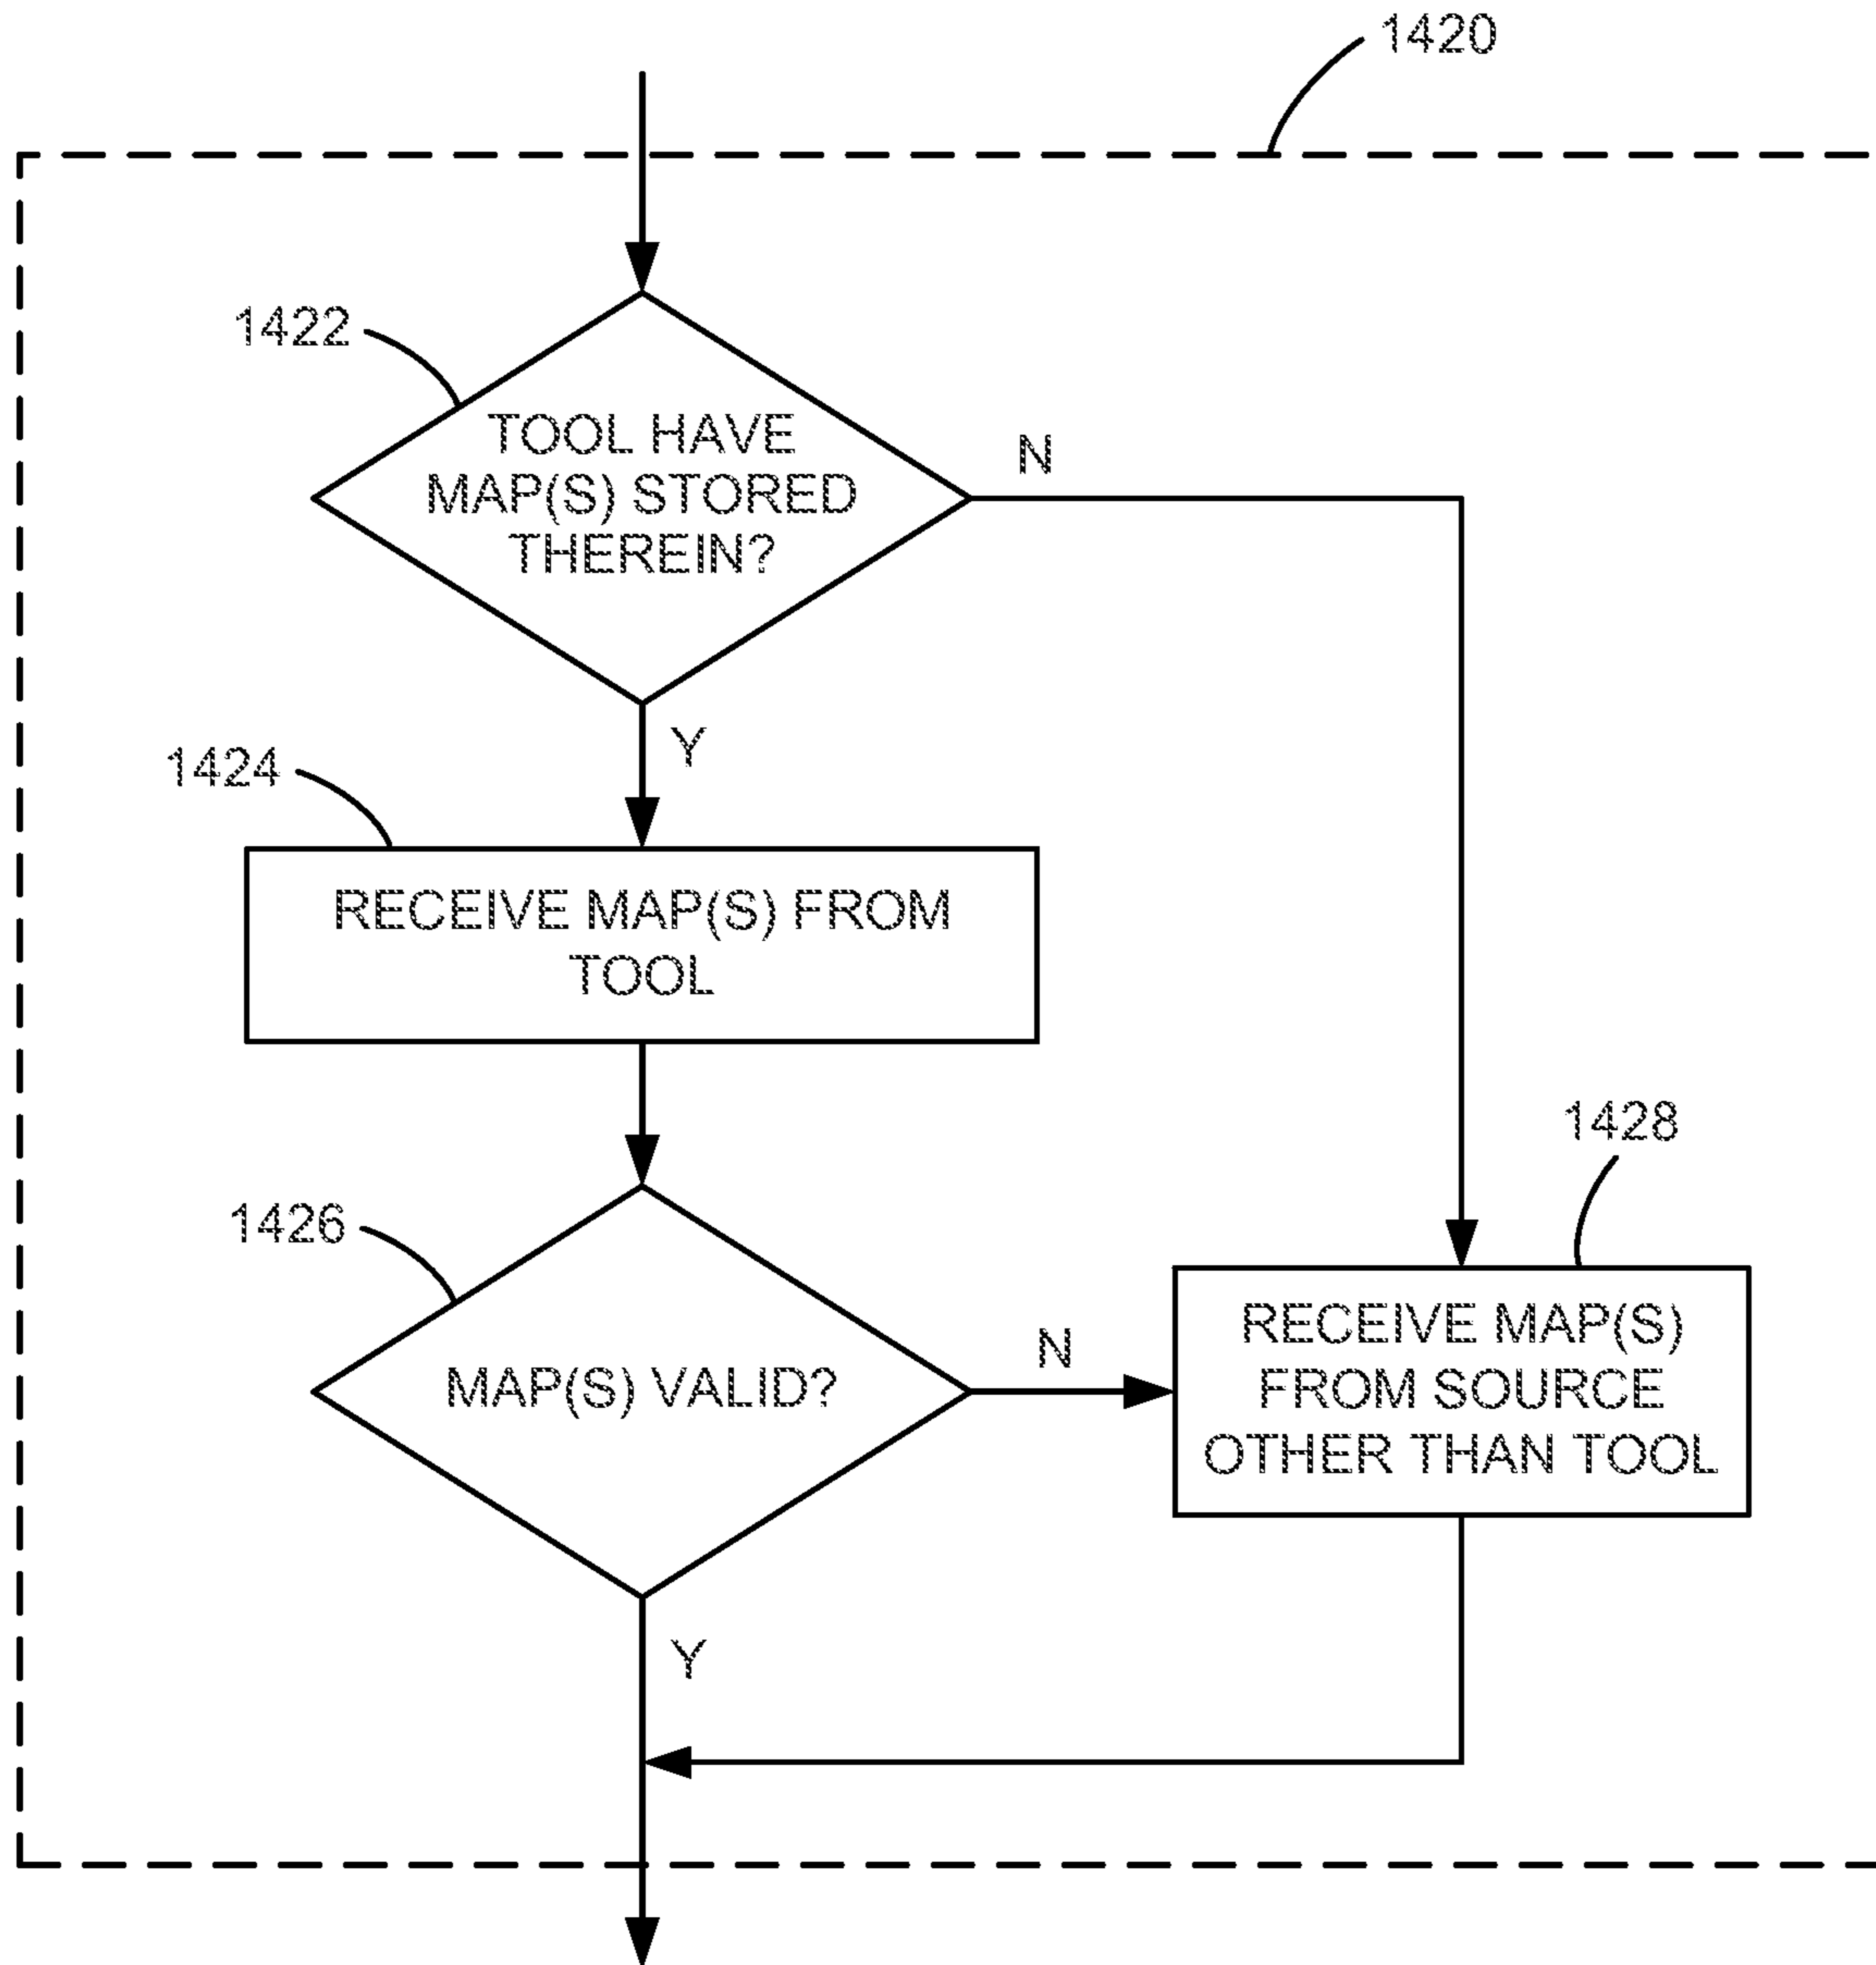 1420
1422
TOOL HAVE
MAP(S) STORED
THEREIN?
N
Y
1424
RECEIVE MAP(S) FROM
TOOL
1428
1426
MAP(S) VALID?
N
RECEIVE MAP(S)
FROM SOURCE
OTHER THAN TOOL
Y